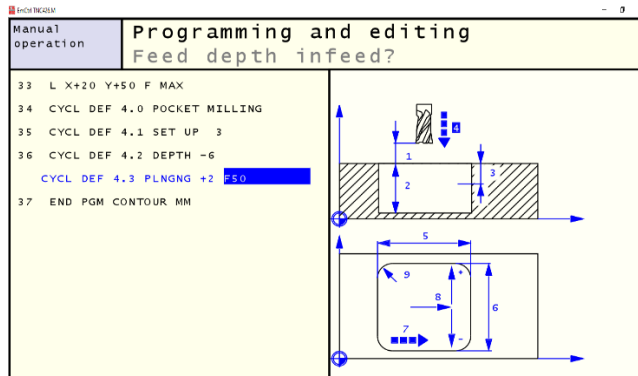 EmCtrl TNC426M
Manual
operation
Programming and editing
Feed depth infeed?
33 L X+20 Y+50 F MAX
34 CYCL DEF 4.0 POCKET MILLING
35 CYCL DEF 4.1 SET UP 3
36 CYCL DEF 4.2 DEPTH -6
CYCL DEF 4.3 PLNGNG +2 F50
37 END PGM CONTOUR MM
4
1
2
3
5
9
+
8
6
7
-